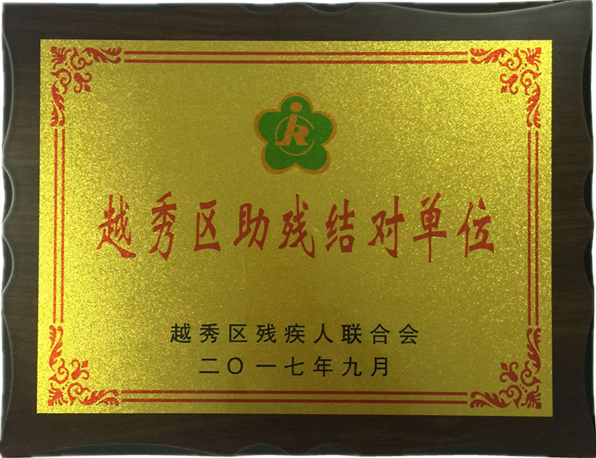 越秀区助残结对单位
越秀区残疾人联合会
二〇一七年九月